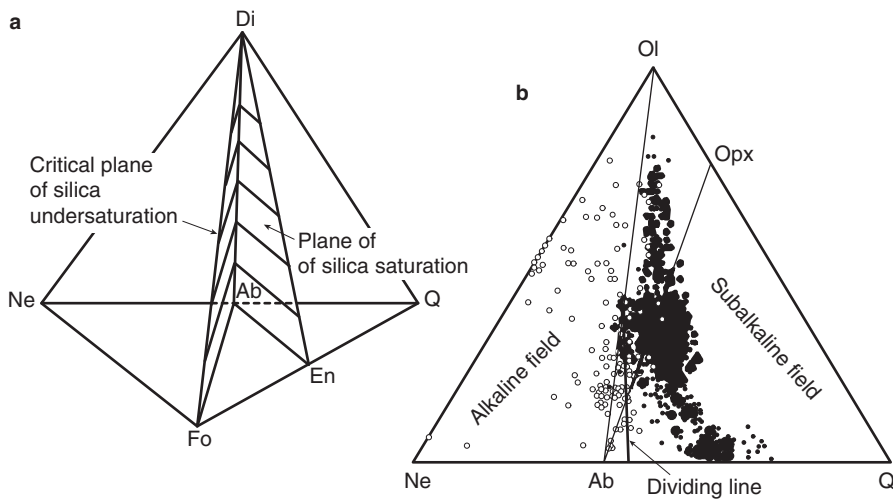 a
Di
Critical plane
of silica
undersaturation
Plane of
of silica saturation
Ne
Ab
Q
En
Fo
b
Ol
Opx
Alkaline field
Subalkaline field
Ne
Ab
Dividing line
Q